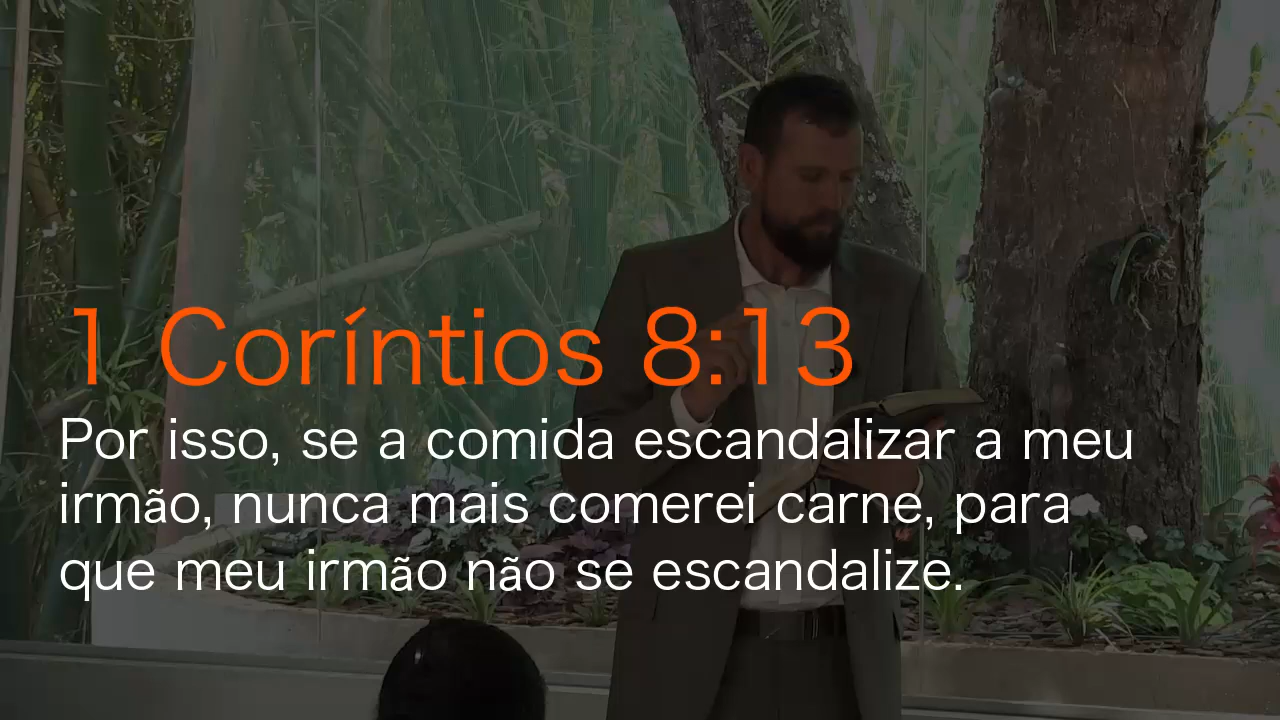 1 Coríntios 8:13
Por isso, se a comida escandalizar a meu
irmão, nunca mais comerei carne, para
que meu irmão não se escandalize.